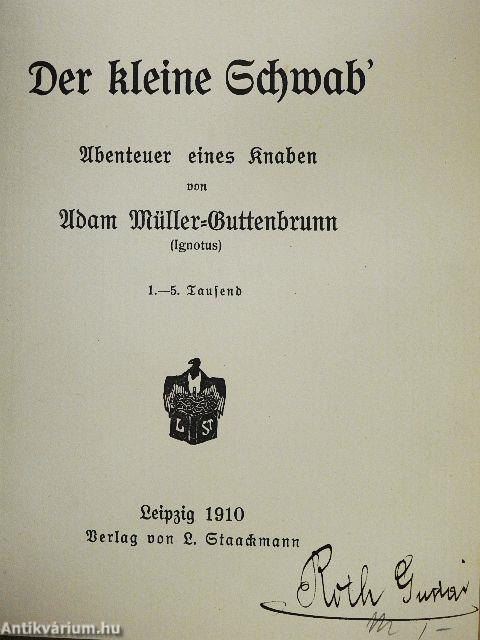 Der kleine Schwab'
Abenteuer eines Knaben
von
Adam Müller-Guttenbrunn
(Ignotus)
1.—5. Tausend
L St
Leipzig 1910
Verlag von L. Staackmann
Roth
Antikvárium.hu